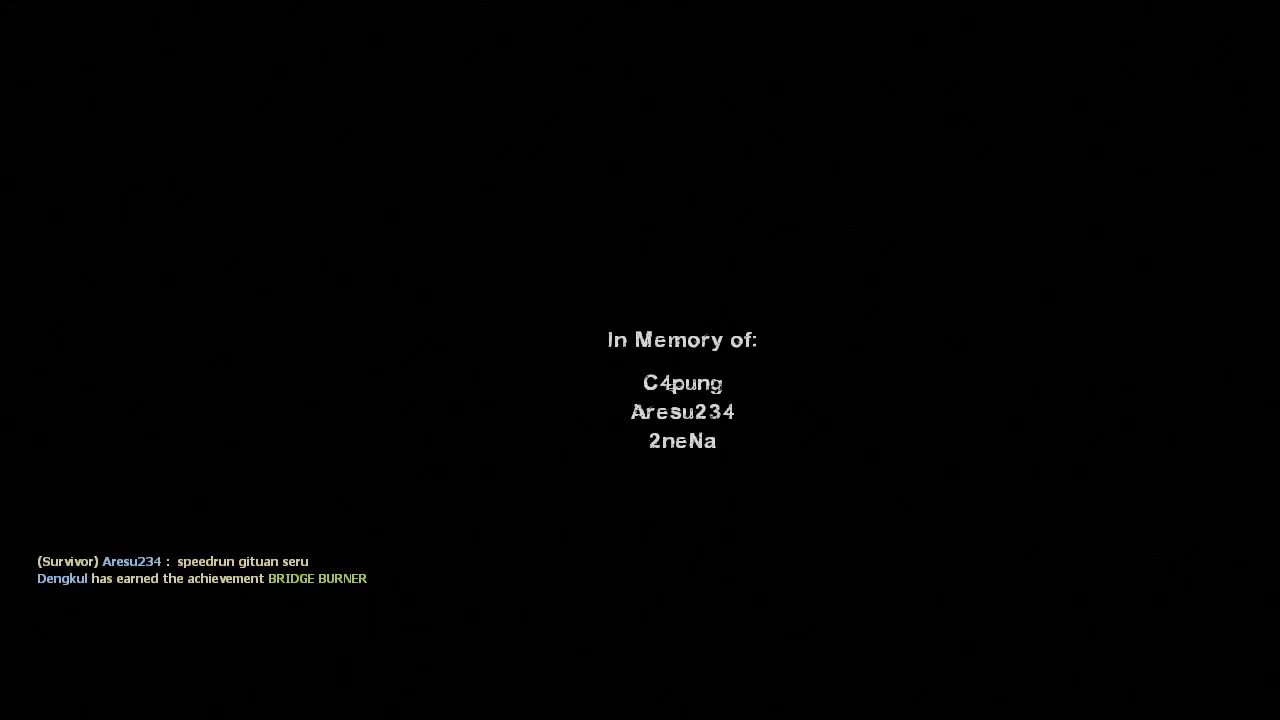 In Memory of:
C4pung
Aresu234
2neNa
(Survivor) Aresu234 : speedrun gituan seru
Dengkul has earned the achievement BRIDGE BURNER